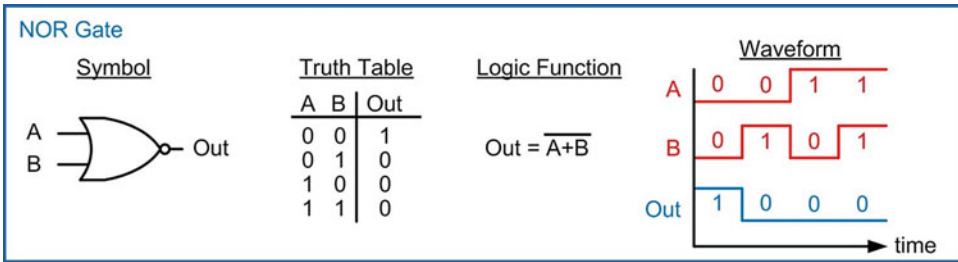 NOR Gate
Symbol
A
B
Out
Truth Table
A B Out
0 0 1
0 1 0
1 0 0
1 1 0
Logic Function
Out = \overline{A+B}
Waveform
A 0 0 1 1
B 0 1 0 1
Out 1 0 0 0
time